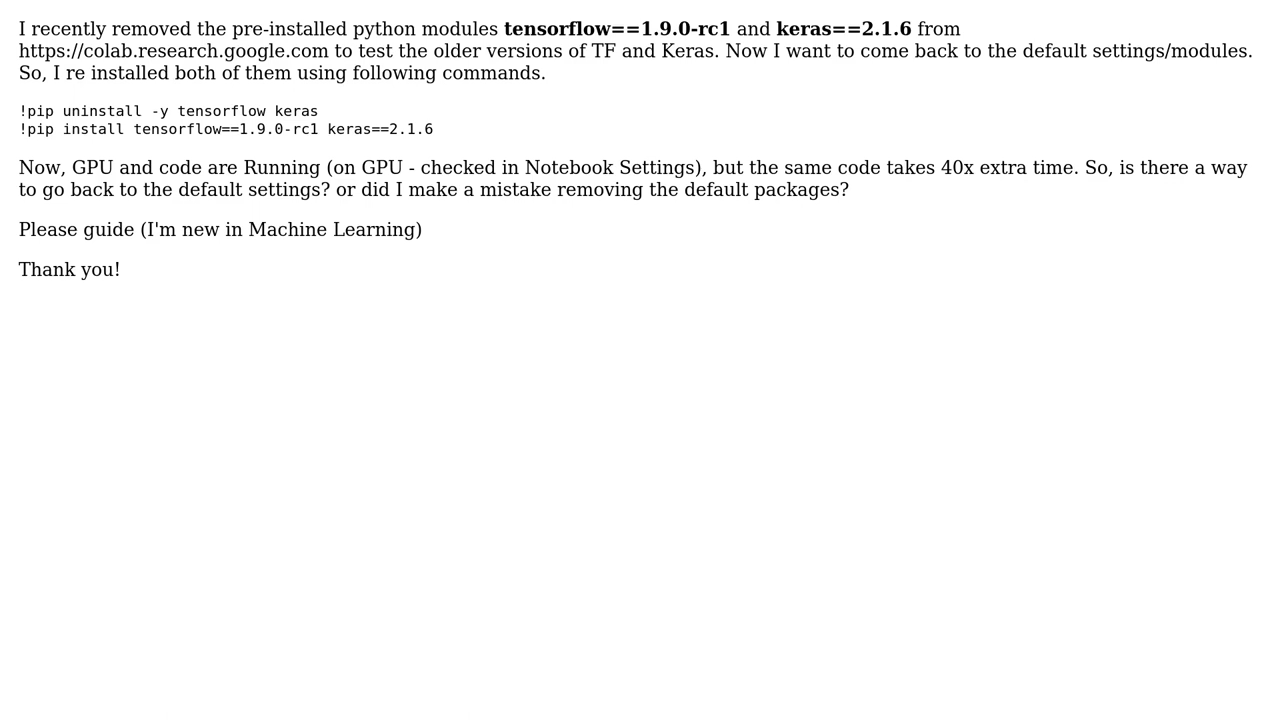 I recently removed the pre-installed python modules tensorflow==1.9.0-rc1 and keras==2.1.6 from
https://colab.research.google.com to test the older versions of TF and Keras. Now I want to come back to the default settings/modules.
So, I re installed both of them using following commands.
!pip uninstall -y tensorflow keras
!pip install tensorflow==1.9.0-rc1 keras==2.1.6
Now, GPU and code are Running (on GPU - checked in Notebook Settings), but the same code takes 40x extra time. So, is there a way
to go back to the default settings? or did I make a mistake removing the default packages?
Please guide (I'm new in Machine Learning)
Thank you!